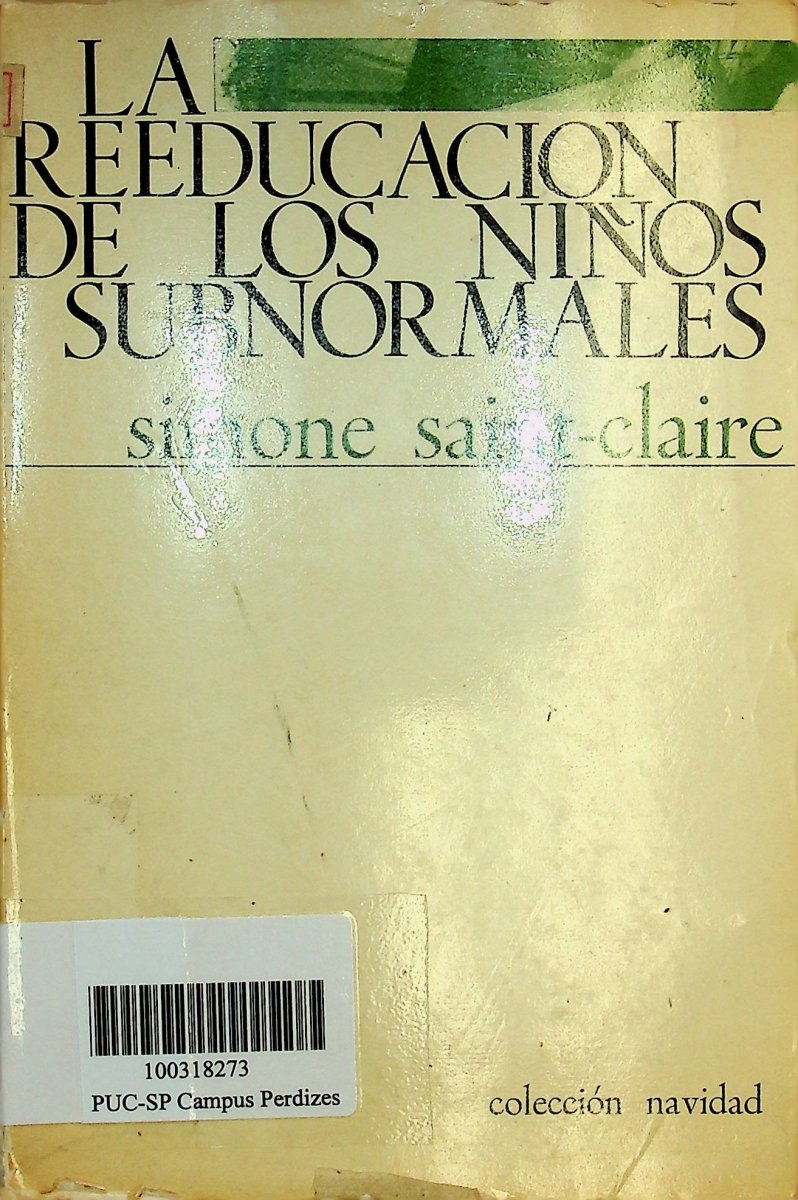 LA
REEDUCACION
DE LOS NIÑOS
SUBNORMALES
simone saint-claire
100318273
PUC-SP Campus Perdizes
colección navidad